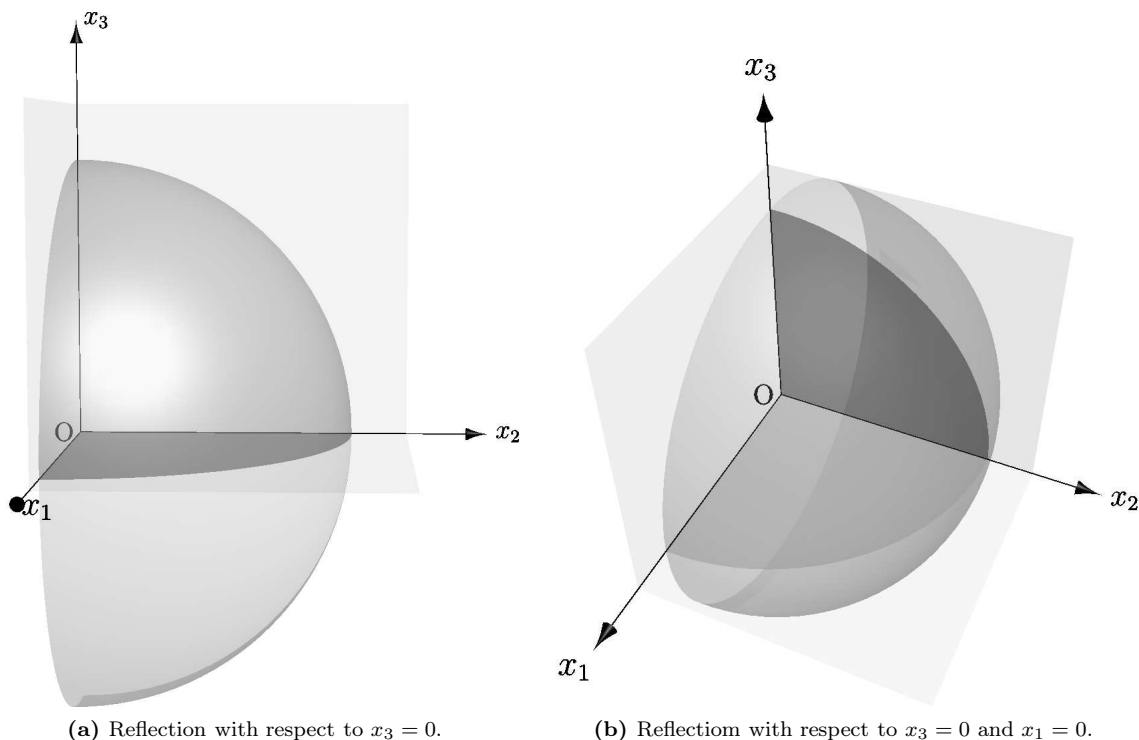 x₃
O
x₂
x₁
(a) Reflection with respect to x₃ = 0.
x₃
O
x₂
x₁
(b) Reflectiom with respect to x₃ = 0 and x₁ = 0.